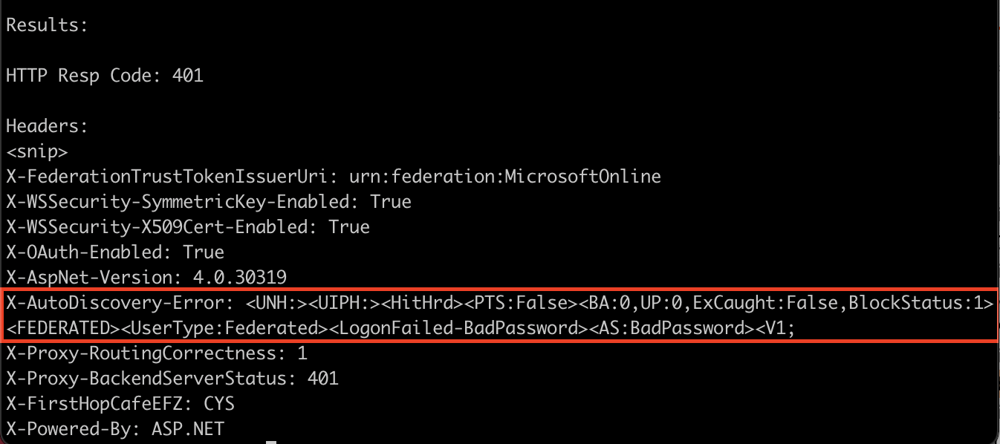 Results:
HTTP Resp Code: 401
Headers:
<snip>
X-FederationTrustTokenIssuerUri: urn:federation:MicrosoftOnline
X-WSSecurity-SymmetricKey-Enabled: True
X-WSSecurity-X509Cert-Enabled: True
X-OAuth-Enabled: True
X-AspNet-Version: 4.0.30319
X-AutoDiscovery-Error: <UNH:><UIPH:><HitHrd><PTS:False><BA:0,UP:0,ExCaught:False,BlockStatus:1>
<FEDERATED><UserType:Federated><LogonFailed-BadPassword><AS:BadPassword><V1;
X-Proxy-RoutingCorrectness: 1
X-Proxy-BackendServerStatus: 401
X-FirstHopCafeEFZ: CYS
X-Powered-By: ASP.NET